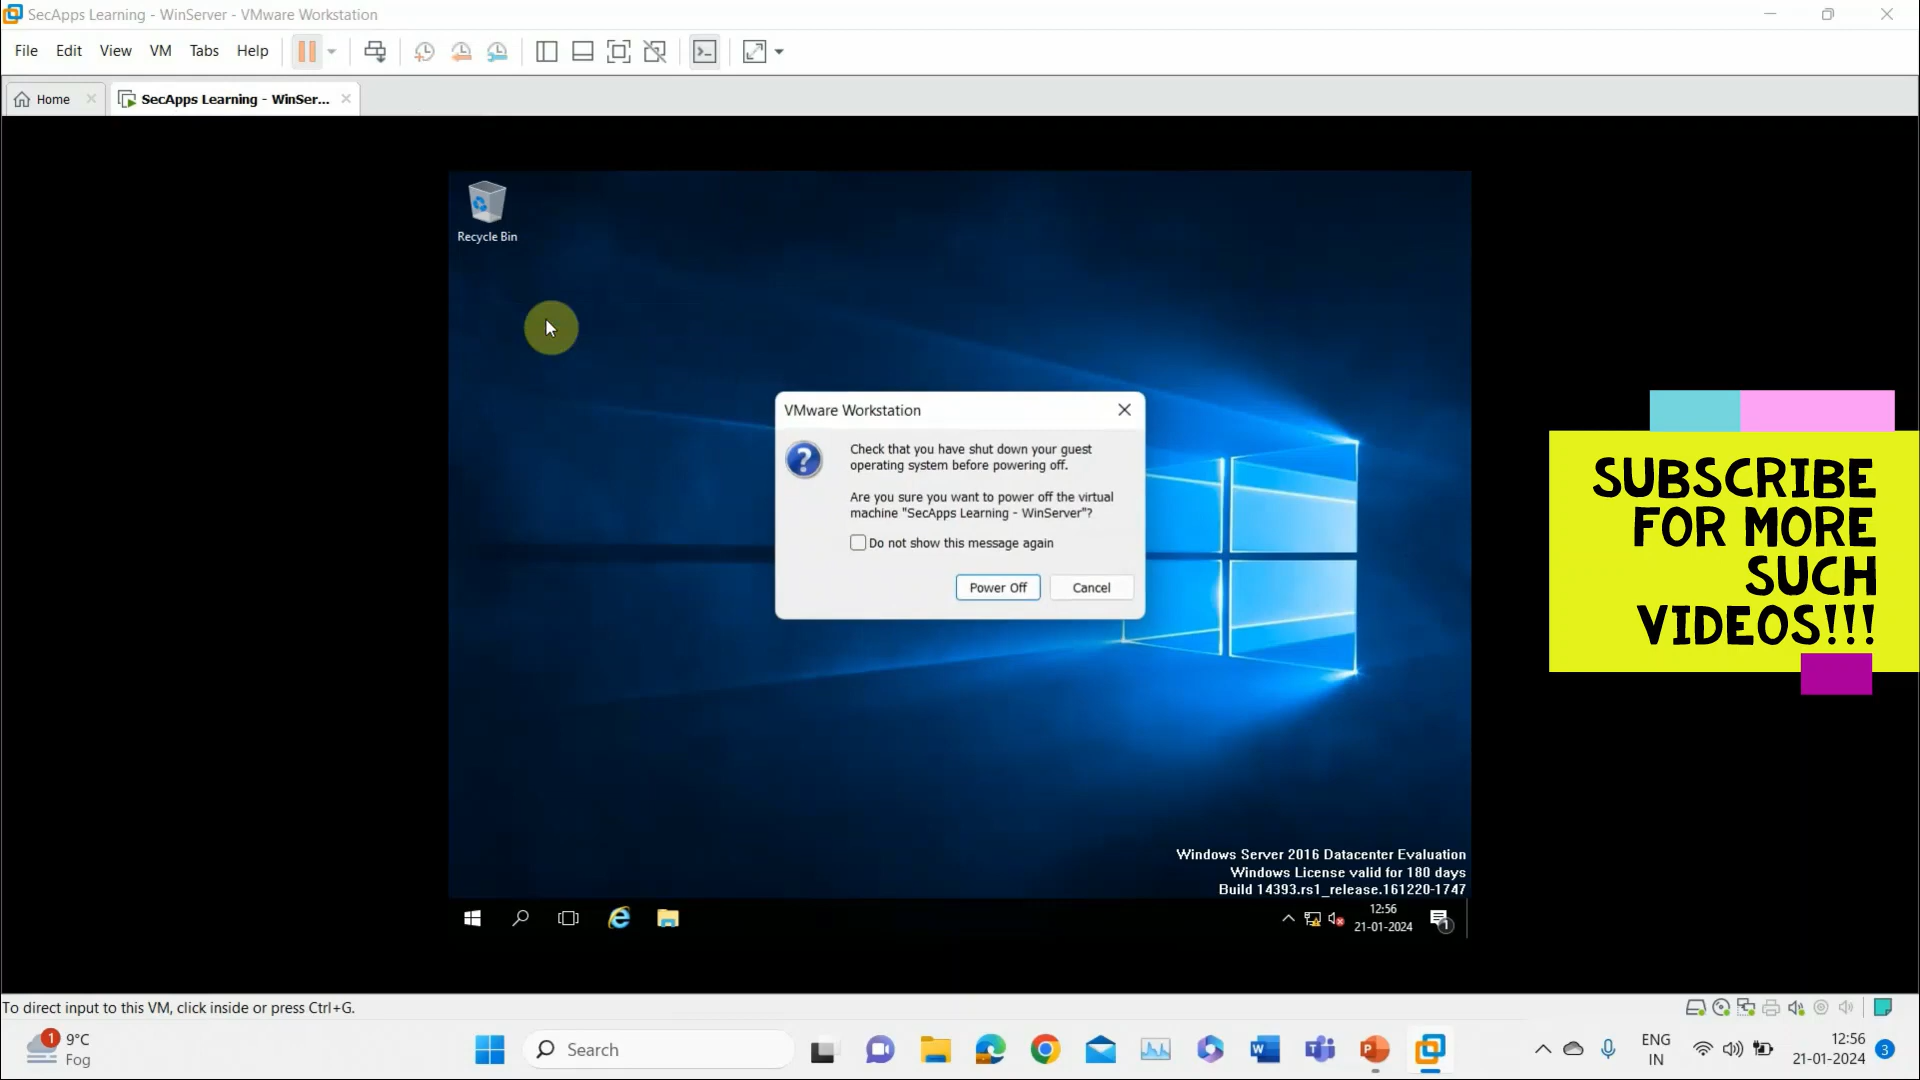 SecApps Learning - WinServer - VMware Workstation
File Edit View VM Tabs Help
Home
SecApps Learning - WinSer...
Recycle Bin
VMware Workstation
Check that you have shut down your guest
operating system before powering off.
Are you sure you want to power off the virtual
machine "SecApps Learning - WinServer"?
Do not show this message again
Power Off
Cancel
SUBSCRIBE
FOR MORE
SUCH
VIDEOS!!!
Windows Server 2016 Datacenter Evaluation
Windows License valid for 180 days
Build 14393.rs1_release.161220-1747
12:56
21-01-2024
1
To direct input to this VM, click inside or press Ctrl+G.
1
9°C
Fog
Search
ENG
IN
12:56
21-01-2024
3